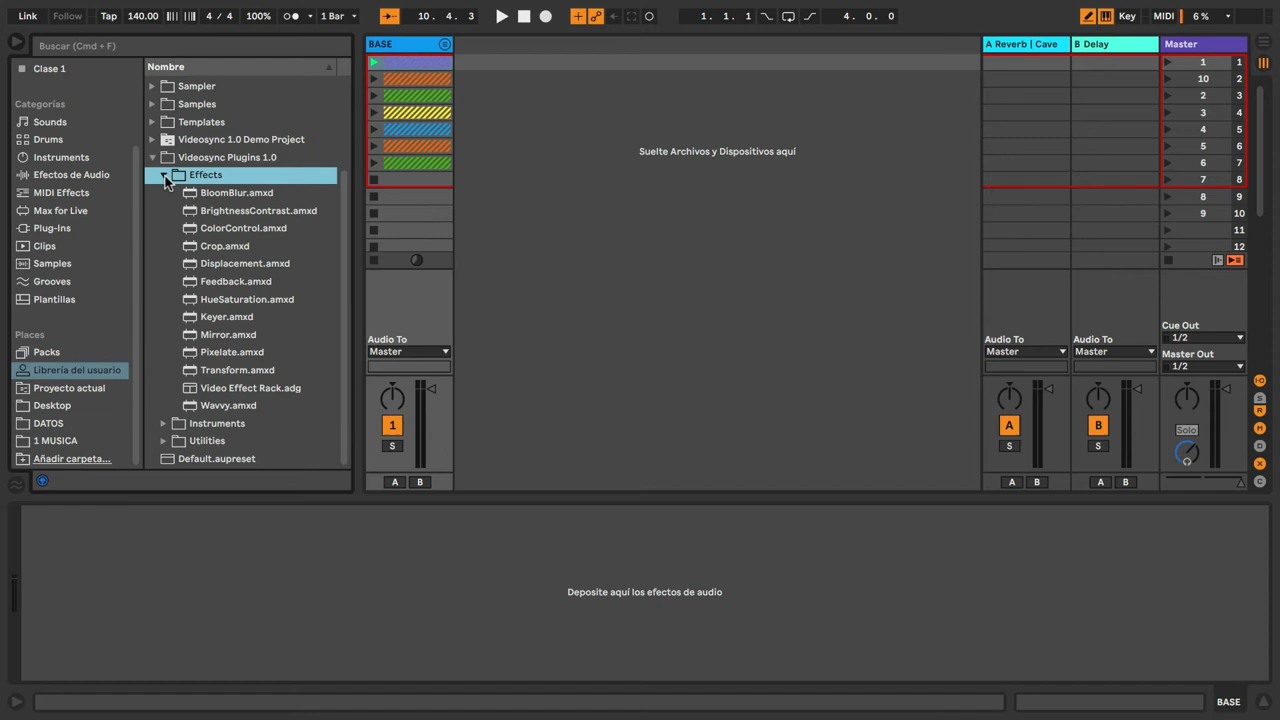 Link Tap 140.00 4 / 4 100% 1 Bar Follow 10. 4. 3 1. 1. 1 4. 0. 0 Key MIDI 6 %
Buscar (Cmd + F)
Clase 1
Categorías
Sounds
Drums
Instruments
Efectos de Audio
MIDI Effects
Max for Live
Plug-Ins
Clips
Samples
Grooves
Plantillas
Places
Packs
Librería del usuario
Proyecto actual
Desktop
DATOS
1 MUSICA
Añadir carpeta...
Nombre
Sampler
Samples
Templates
Videosync 1.0 Demo Project
Videosync Plugins 1.0
Effects
BloomBlur.amxd
BrightnessContrast.amxd
ColorControl.amxd
Crop.amxd
Displacement.amxd
Feedback.amxd
HueSaturation.amxd
Keyer.amxd
Mirror.amxd
Pixelate.amxd
Transform.amxd
Video Effect Rack.adg
Wavvy.amxd
Instruments
Utilities
Default.aupreset
BASE
Audio To
Master
1
S
A B
Suelte Archivos y Dispositivos aquí
A Reverb | Cave
Audio To
Master
A
S
A B
B Delay
Audio To
Master
B
S
A B
Master
1 1
10 2
2 3
3 4
4 5
5 6
6 7
7 8
8 9
9 10
11
12
Cue Out
1/2
Master Out
1/2
Solo
I-O
S
R
M
D
X
C
Deposite aquí los efectos de audio
BASE